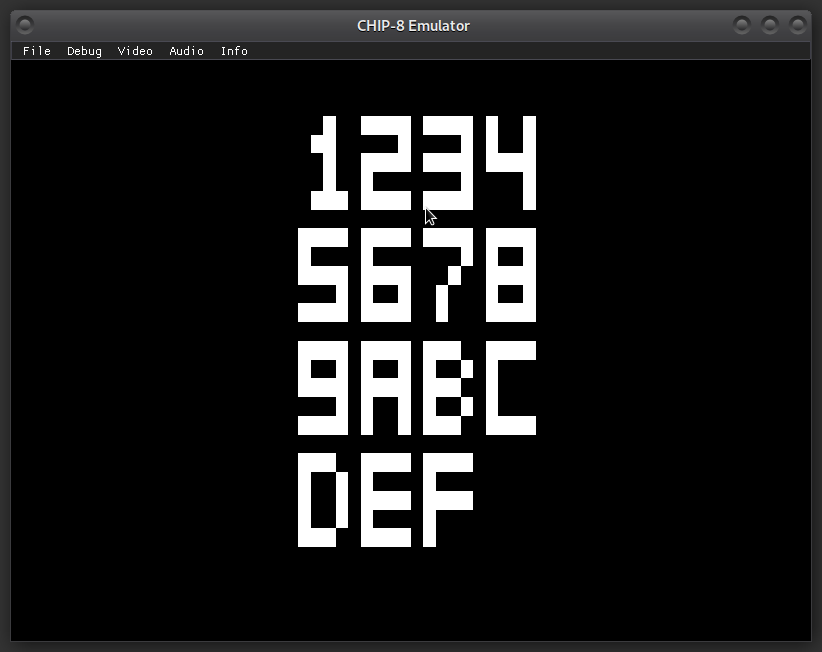 CHIP-8 Emulator
File Debug Video Audio Info
1234
5678
9ABC
DEF